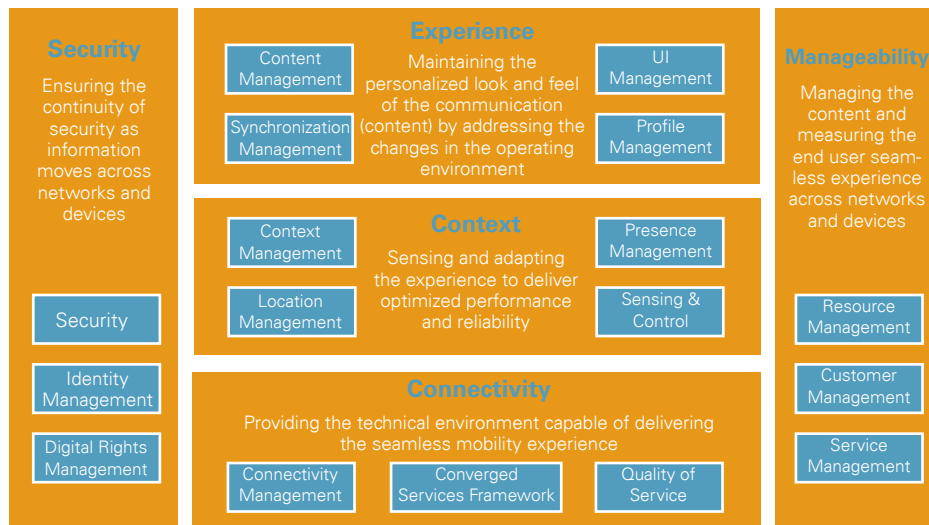 Security
Ensuring the
continuity of
security as
information
moves across
networks and
devices
Security
Identity
Management
Digital Rights
Management
Experience
Content
Management
Synchronization
Management
Maintaining the
personalized look and feel
of the communication
(content) by addressing the
changes in the operating
environment
UI
Management
Profile
Management
Context
Context
Management
Location
Management
Sensing and adapting
the experience to deliver
optimized performance
and reliability
Presence
Management
Sensing &
Control
Connectivity
Providing the technical environment capable of delivering
the seamless mobility experience
Connectivity
Management
Converged
Services Framework
Quality of
Service
Manageability
Managing the
content and
measuring the
end user seam-
less experience
across networks
and devices
Resource
Management
Customer
Management
Service
Management